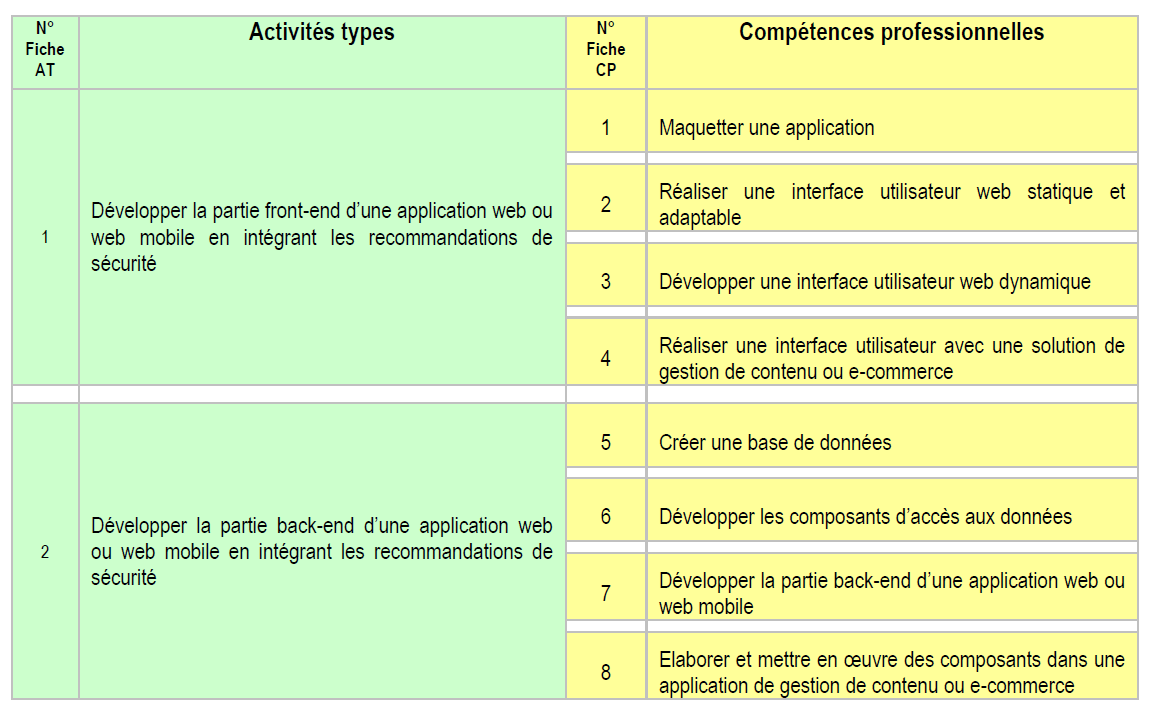 N°
Fiche
AT
Activités types
N°
Fiche
CP
Compétences professionnelles
1
Développer la partie front-end d’une application web ou
web mobile en intégrant les recommandations de
sécurité
1
Maquetter une application
2
Réaliser une interface utilisateur web statique et
adaptable
3
Développer une interface utilisateur web dynamique
4
Réaliser une interface utilisateur avec une solution de
gestion de contenu ou e-commerce
2
Développer la partie back-end d’une application web
ou web mobile en intégrant les recommandations de
sécurité
5
Créer une base de données
6
Développer les composants d’accès aux données
7
Développer la partie back-end d’une application web ou
web mobile
8
Elaborer et mettre en œuvre des composants dans une
application de gestion de contenu ou e-commerce